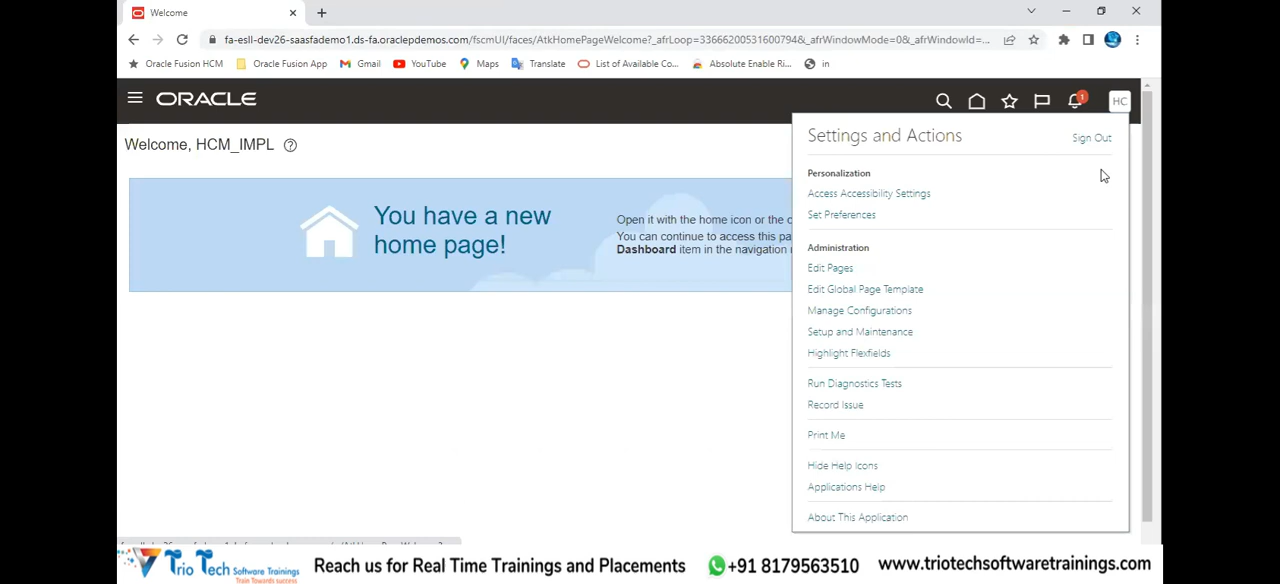 Welcome
fa-esll-dev26-saasfademo1.ds-fa.oraclepdemos.com/fscmUI/faces/AtkHomePageWelcome?_afrLoop=33666200531600794&_afrWindowMode=0&_afrWindowId=...
Oracle Fusion HCM Oracle Fusion App Gmail YouTube Maps Translate List of Available Co... Absolute Enable Ri... in
ORACLE 1 HC
Welcome, HCM_IMPL ?
You have a new
home page!
Open it with the home icon or the
You can continue to access this pa
Dashboard item in the navigation
Settings and Actions Sign Out
Personalization
Access Accessibility Settings
Set Preferences
Administration
Edit Pages
Edit Global Page Template
Manage Configurations
Setup and Maintenance
Highlight Flexfields
Run Diagnostics Tests
Record Issue
Print Me
Hide Help Icons
Applications Help
About This Application
Trio Tech Software Trainings
Train Towards success
Reach us for Real Time Trainings and Placements +91 8179563510 www.triotechsoftwaretrainings.com